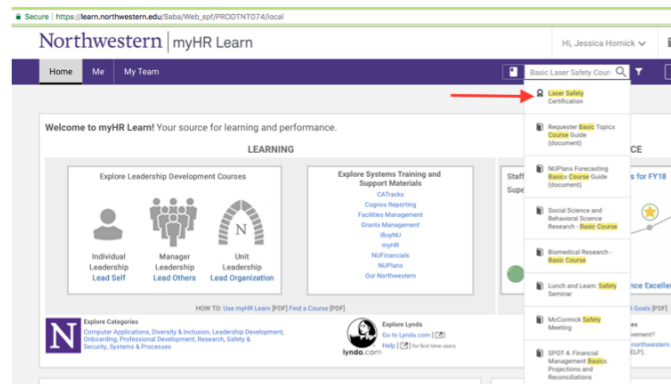 Secure | https://learn.northwestern.edu/Saba/Web_spf/PRODTNT074/local
Northwestern | myHR Learn
Hi, Jessica Hornick
Home Me My Team
Basic Laser Safety Cour
Laser Safety
Certification
Requester Basic Topics
Course Guide
(document)
NUPlans Forecasting
Basics Course Guide
(document)
Social Science and
Behavioral Science
Research - Basic Course
Biomedical Research -
Basic Course
Lunch and Learn: Safety
Seminar
McCormick Safety
Meeting
SPOT 4: Financial
Management Basics:
Projections and
Reconciliations
Welcome to myHR Learn! Your source for learning and performance.
LEARNING
CE
Explore Leadership Development Courses
Individual
Leadership
Lead Self
Manager
Leadership
Lead Others
N
Unit
Leadership
Lead Organization
Explore Systems Training and
Support Materials
CATracks
Cognos Reporting
Facilities Management
Grants Management
iBuyNU
myHR
NUFinancials
NUPlans
Our Northwestern
Staff
Supe
s for FY18
nce Excellen
HOW TO: Use myHR Learn [PDF] Find a Course [PDF]
t Goals [PDF]
N
Explore Categories
Computer Applications, Diversity & Inclusion, Leadership Development,
Onboarding, Professional Development, Research, Safety &
Security, Systems & Processes
lynda.com
Explore Lynda
Go to Lynda.com
Help for first time users
es
vement?
northwestern.
ELP).